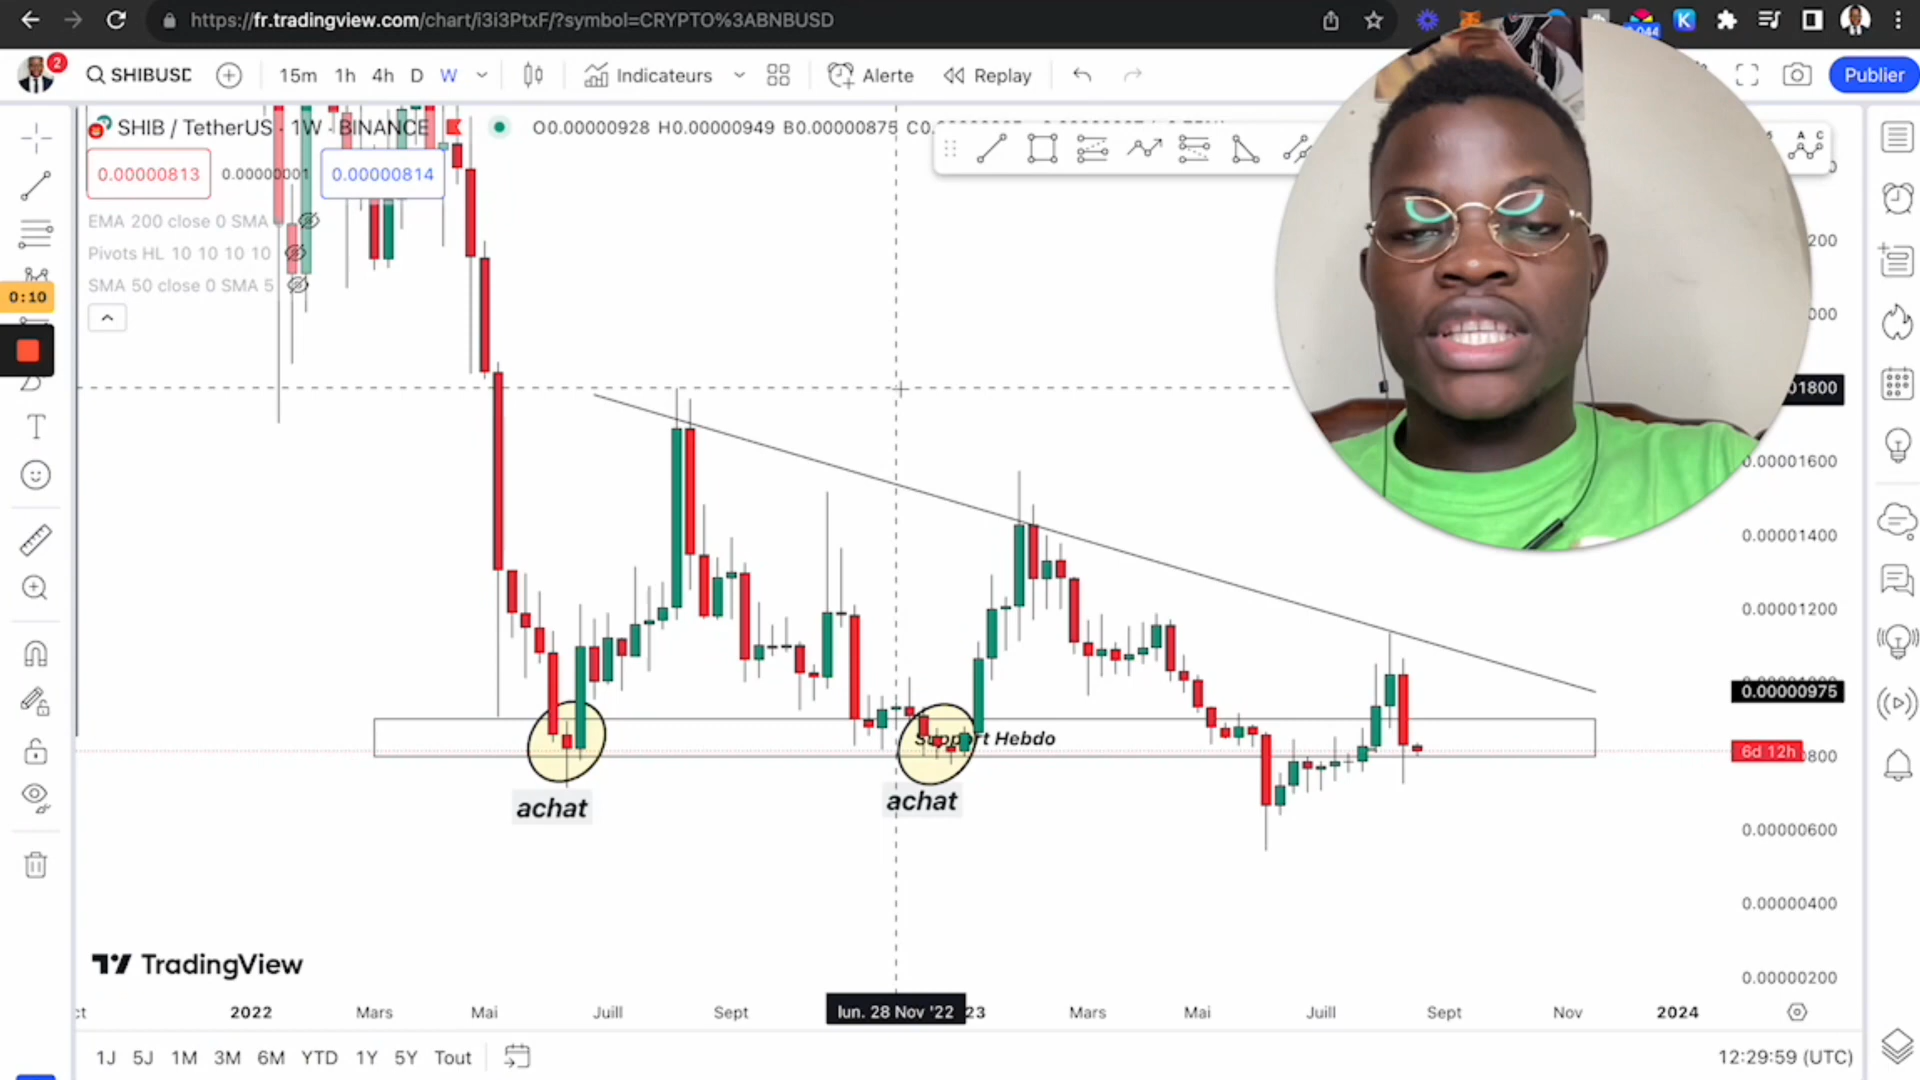 https://fr.tradingview.com/chart/i3i3PtxF/?symbol=CRYPTO%3ABNBUSD
2
SHIBUSD
15m 1h 4h D W
Indicateurs
Alerte
Replay
Publier
SHIB / TetherUS · 1W · BINANCE
O0.00000928 H0.00000949 B0.00000875
0.00000813
0.00000001
0.00000814
EMA 200 close 0 SMA
Pivots HL 10 10 10 10
SMA 50 close 0 SMA 5
0:10
01800
0.00001600
0.00001400
0.00001200
0.00000975
6d 12h
0.00000600
0.00000400
0.00000200
Support Hebdo
achat
achat
TradingView
2022 Mars Mai Juill Sept lun. 28 Nov '22 23 Mars Mai Juill Sept Nov 2024
1J 5J 1M 3M 6M YTD 1Y 5Y Tout
12:29:59 (UTC)